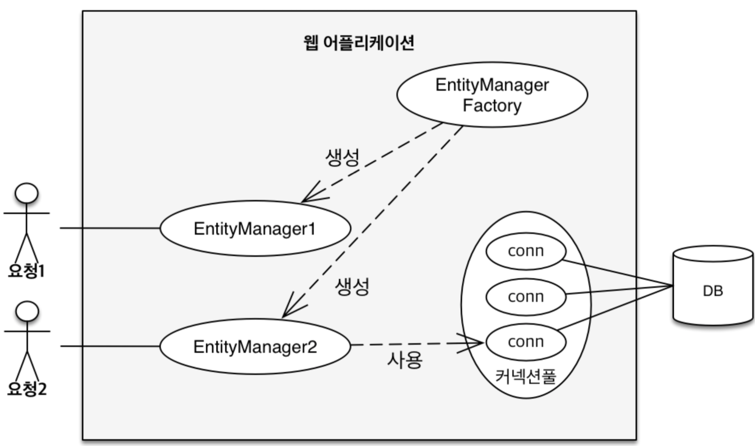 웹 어플리케이션
EntityManager
Factory
생성
EntityManager1
요청1
conn
conn
conn
커넥션풀
DB
생성
EntityManager2
사용
요청2